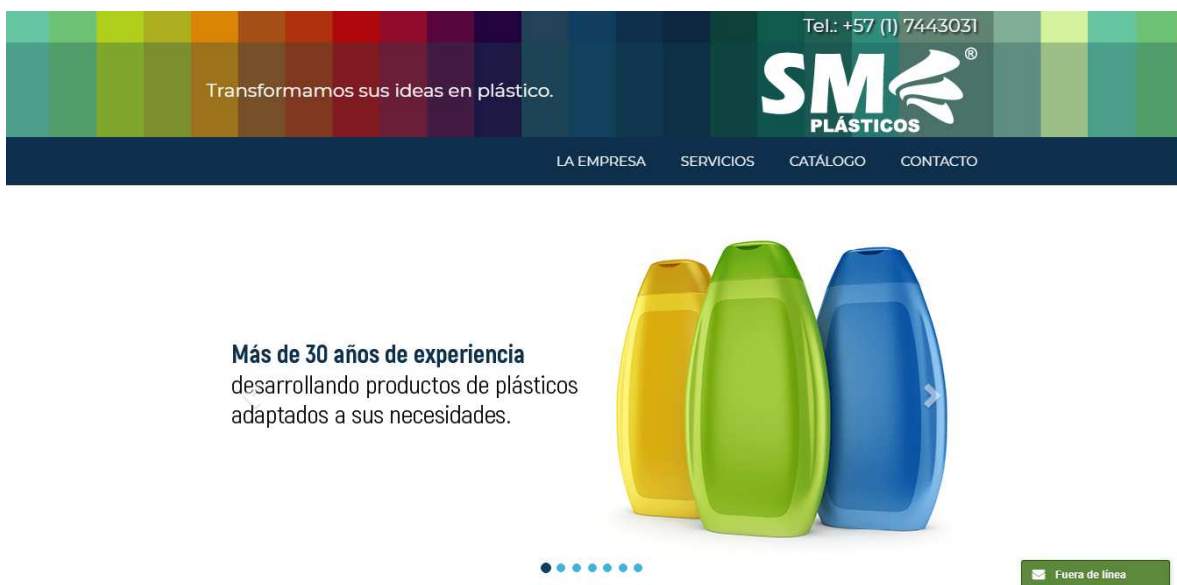 Tel.: +57 (1) 7443031
Transformamos sus ideas en plástico.
SM®
PLÁSTICOS
LA EMPRESA SERVICIOS CATÁLOGO CONTACTO
Más de 30 años de experiencia
desarrollando productos de plásticos
adaptados a sus necesidades.
Fuera de línea